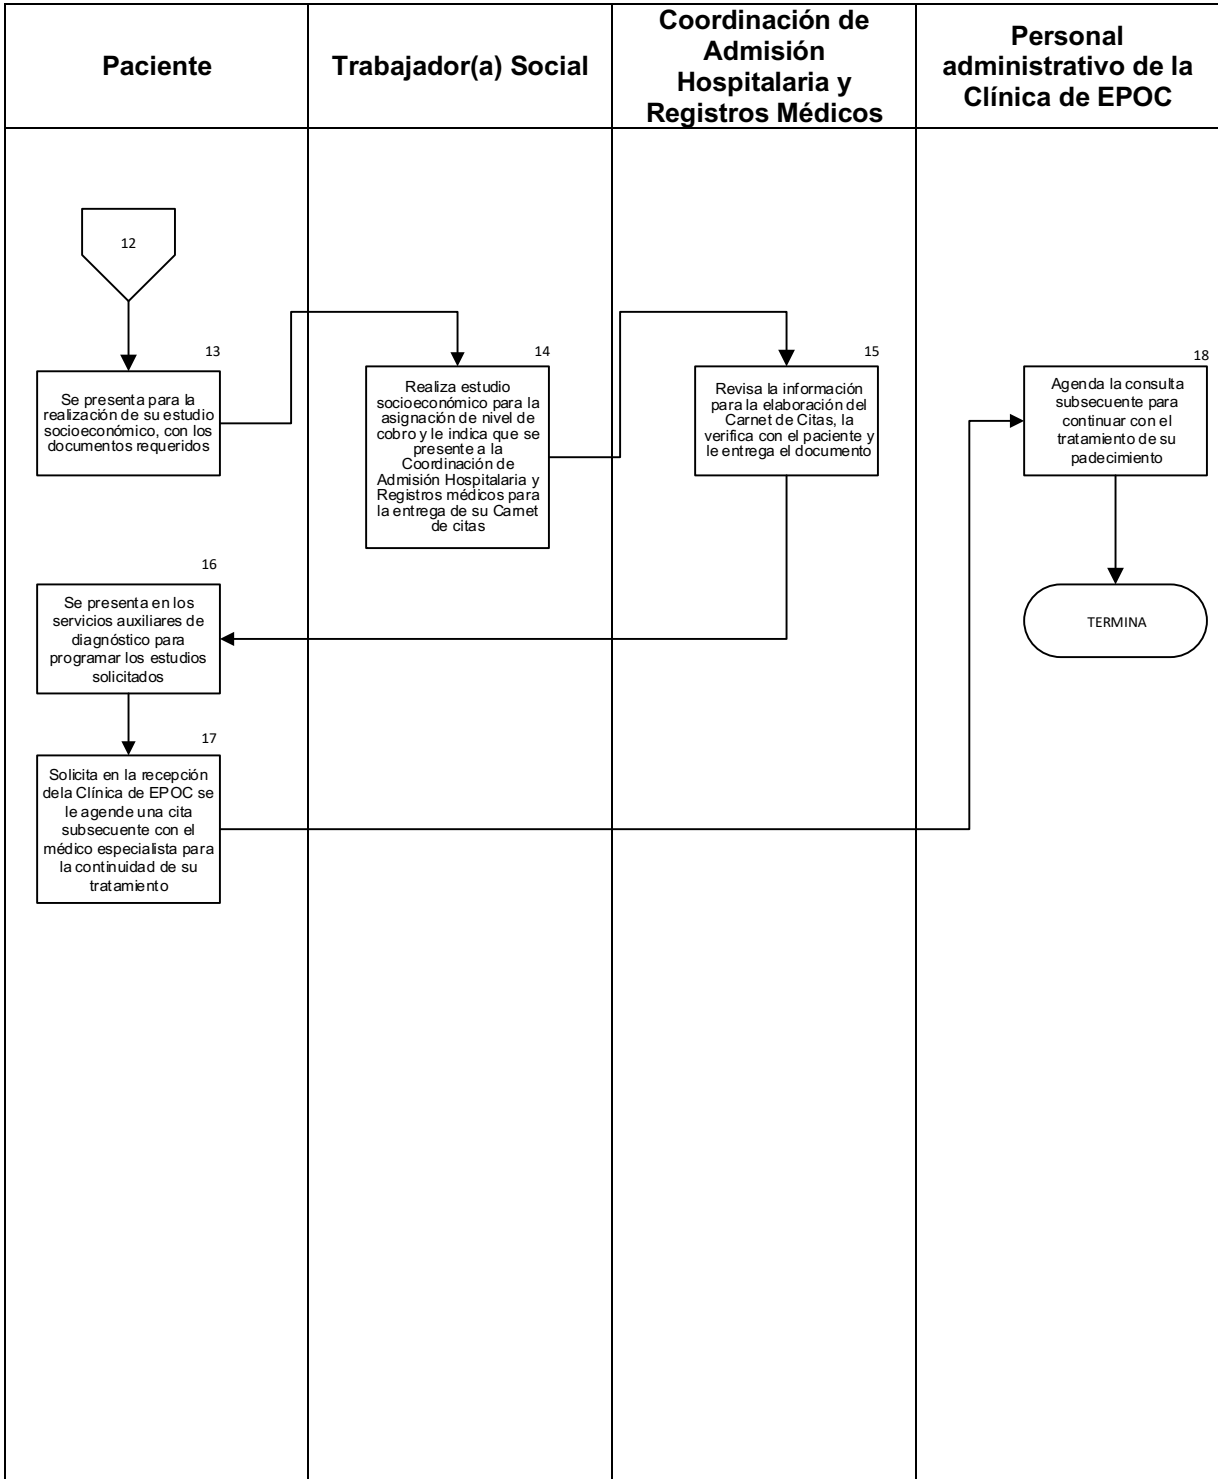 Paciente
Trabajador(a) Social
Coordinación de
Admisión
Hospitalaria y
Registros Médicos
Personal
administrativo de la
Clínica de EPOC
12
13
Se presenta para la
realización de su estudio
socioeconómico, con los
documentos requeridos
14
Realiza estudio
socioeconómico para la
asignación de nivel de
cobro y le indica que se
presente a la
Coordinación de
Admisión Hospitalaria y
Registros médicos para
la entrega de su Carnet
de citas
15
Revisa la información
para la elaboración del
Carnet de Citas, la
verifica con el paciente y
le entrega el documento
16
Se presenta en los
servicios auxiliares de
diagnóstico para
programar los estudios
solicitados
17
Solicita en la recepción
dela Clínica de EPOC se
le agende una cita
subsecuente con el
médico especialista para
la continuidad de su
tratamiento
18
Agenda la consulta
subsecuente para
continuar con el
tratamiento de su
padecimiento
TERMINA